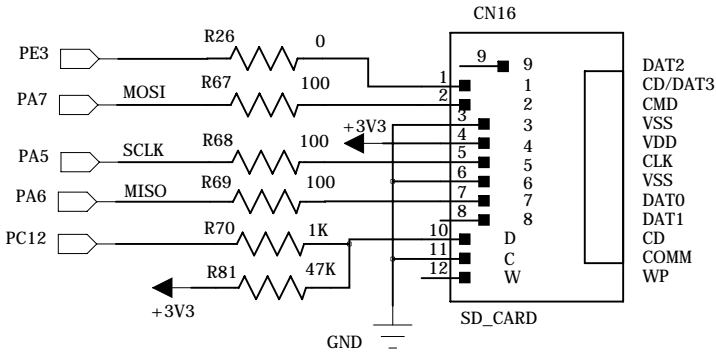 CN16
R26 0
PE3
9 9 DAT2
R67 100
1 1 CD/DAT3
PA7 MOSI
2 2 CMD
3 3 VSS
+3V3
4 4 VDD
R68 100
PA5 SCLK
5 5 CLK
6 6 VSS
R69 100
PA6 MISO
7 7 DAT0
8 8 DAT1
R70 1K
PC12
10 D CD
11 C COMM
R81 47K
12 W WP
+3V3
SD_CARD
GND